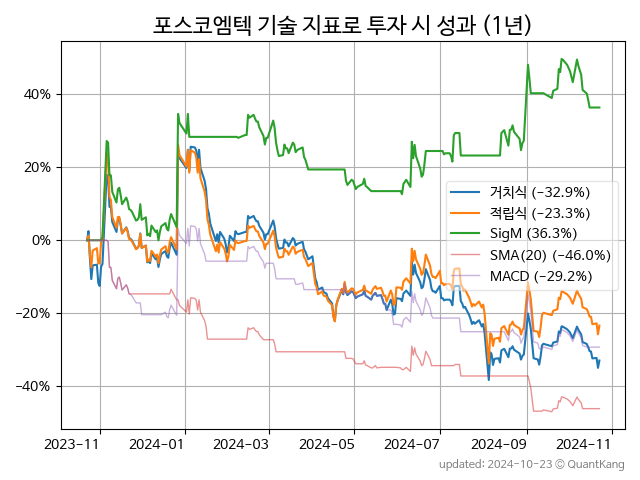 포스코엠텍 기술 지표로 투자 시 성과 (1년)
40%
20%
0%
−20%
−40%
거치식 (−32.9%)
적립식 (−23.3%)
SigM (36.3%)
SMA(20) (−46.0%)
MACD (−29.2%)
2023-11
2024-01
2024-03
2024-05
2024-07
2024-09
2024-11
updated: 2024-10-23 © QuantKang